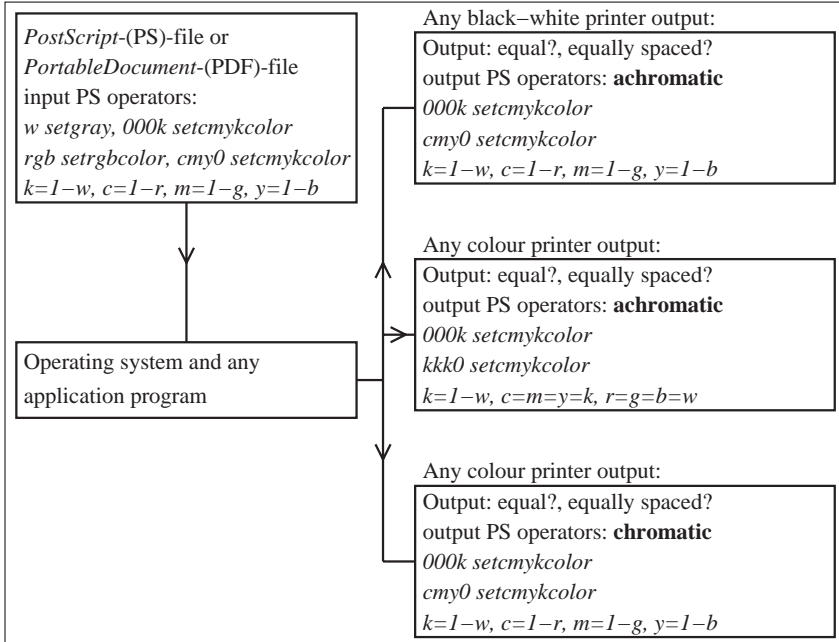 PostScript-(PS)-file or
PortableDocument-(PDF)-file
input PS operators:
w setgray, 000k setcmykcolor
rgb setrgbcolor, cmy0 setcmykcolor
k=1−w, c=1−r, m=1−g, y=1−b
Operating system and any
application program
Any black−white printer output:
Output: equal?, equally spaced?
output PS operators: achromatic
000k setcmykcolor
cmy0 setcmykcolor
k=1−w, c=1−r, m=1−g, y=1−b
Any colour printer output:
Output: equal?, equally spaced?
output PS operators: achromatic
000k setcmykcolor
kkk0 setcmykcolor
k=1−w, c=m=y=k, r=g=b=w
Any colour printer output:
Output: equal?, equally spaced?
output PS operators: chromatic
000k setcmykcolor
cmy0 setcmykcolor
k=1−w, c=1−r, m=1−g, y=1−b